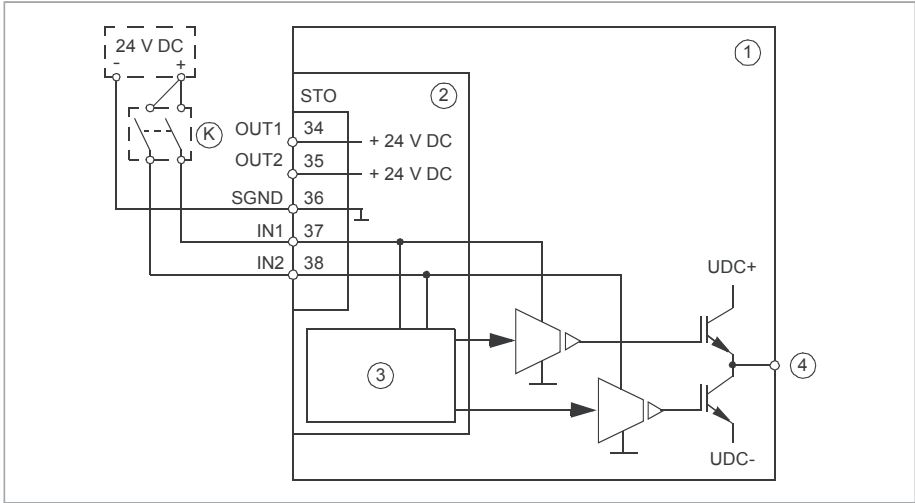 24 V DC
- +
K
1
2
STO
OUT1 34 + 24 V DC
OUT2 35 + 24 V DC
SGND 36
IN1 37
IN2 38
UDC+
3
4
UDC-